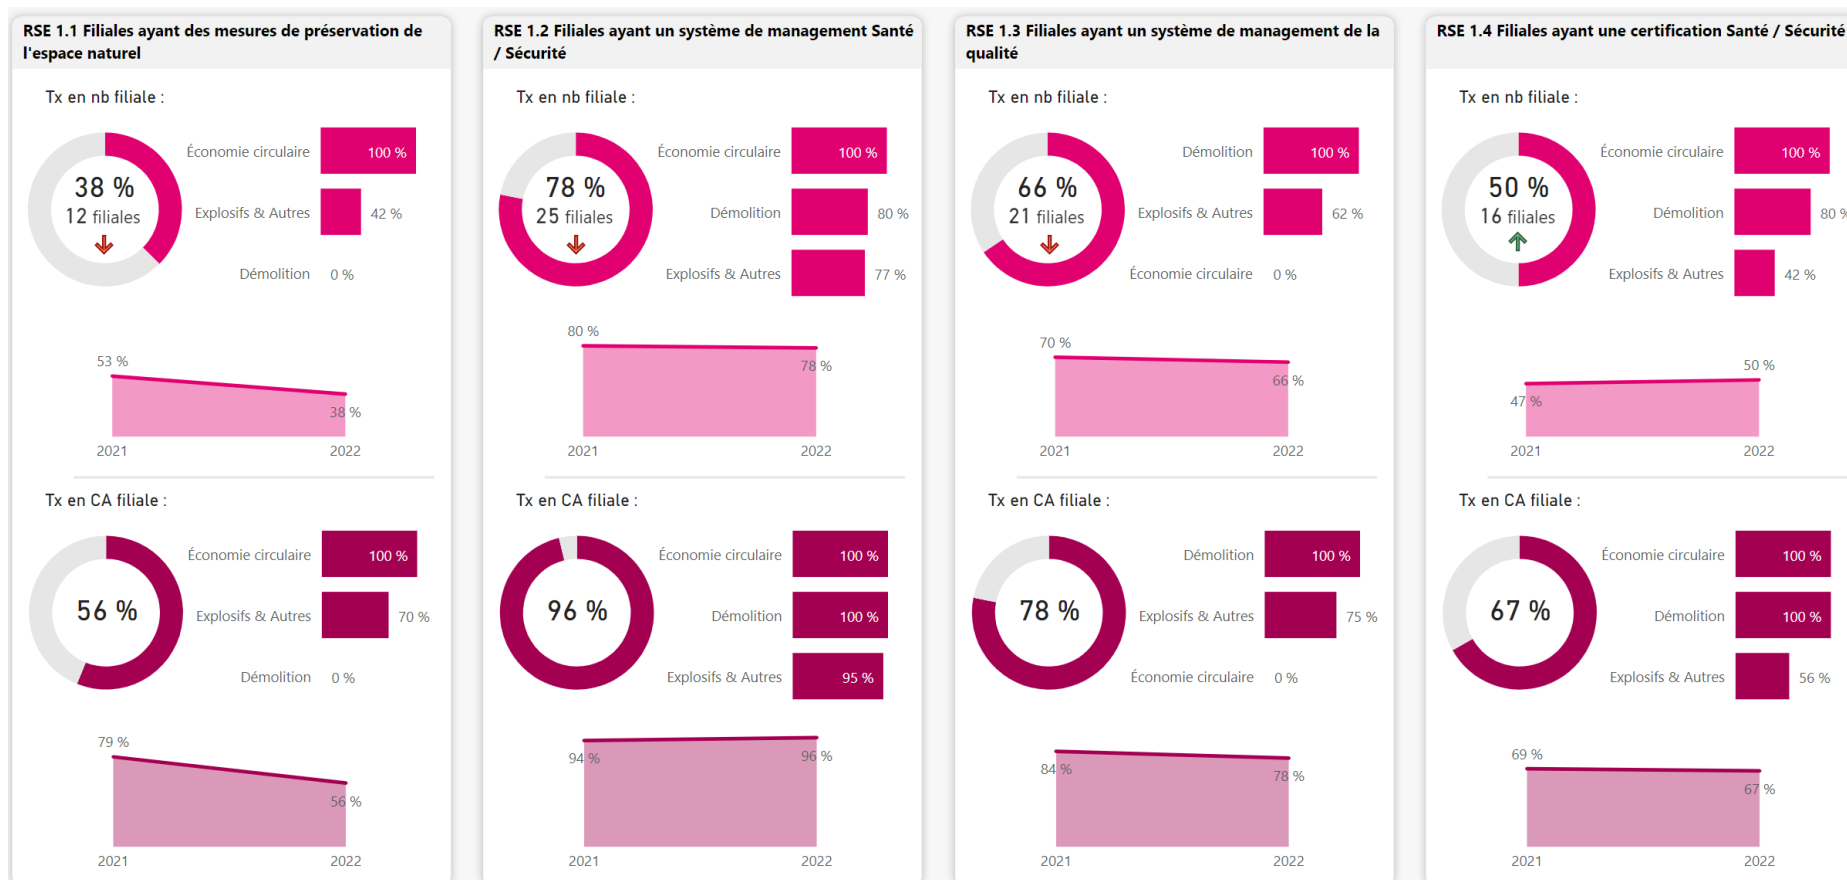 RSE 1.1 Filiales ayant des mesures de préservation de
l'espace naturel
Tx en nb filiale :
38 %
12 filiales
Économie circulaire 100 %
Explosifs & Autres 42 %
Démolition 0 %
53 %
38 %
2021 2022
Tx en CA filiale :
56 %
Économie circulaire 100 %
Explosifs & Autres 70 %
Démolition 0 %
79 %
56 %
2021 2022
RSE 1.2 Filiales ayant un système de management Santé
/ Sécurité
Tx en nb filiale :
78 %
25 filiales
Économie circulaire 100 %
Démolition 80 %
Explosifs & Autres 77 %
80 %
78 %
2021 2022
Tx en CA filiale :
96 %
Économie circulaire 100 %
Démolition 100 %
Explosifs & Autres 95 %
94 %
96 %
2021 2022
RSE 1.3 Filiales ayant un système de management de la
qualité
Tx en nb filiale :
66 %
21 filiales
Démolition 100 %
Explosifs & Autres 62 %
Économie circulaire 0 %
70 %
66 %
2021 2022
Tx en CA filiale :
78 %
Démolition 100 %
Explosifs & Autres 75 %
Économie circulaire 0 %
84 %
78 %
2021 2022
RSE 1.4 Filiales ayant une certification Santé / Sécurité
Tx en nb filiale :
50 %
16 filiales
Économie circulaire 100 %
Démolition 80 %
Explosifs & Autres 42 %
47 %
50 %
2021 2022
Tx en CA filiale :
67 %
Économie circulaire 100 %
Démolition 100 %
Explosifs & Autres 56 %
69 %
67 %
2021 2022